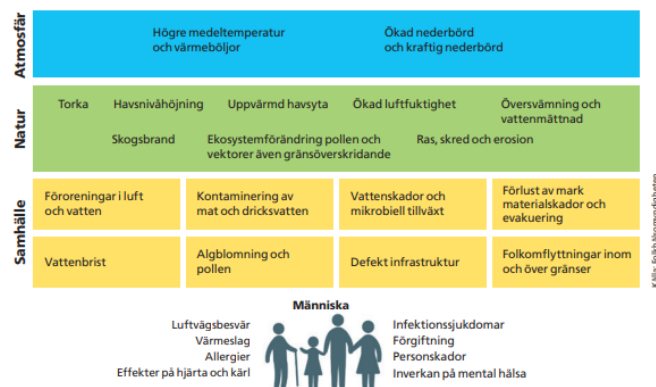 Atmosfär
Högre medeltemperatur
och värmeböljor
Ökad nederbörd
och kraftig nederbörd
Natur
Torka
Havsnivåhöjning
Uppvärmd havsyta
Ökad luftfuktighet
Översvämning och
vattenmättnad
Skogsbrand
Ekosystemförändring pollen och
vektorer även gränsöverskridande
Ras, skred och erosion
Samhälle
Föroreningar i luft
och vatten
Kontaminering av
mat och dricksvatten
Vattenskador och
mikrobiell tillväxt
Förlust av mark
materialskador och
evakuering
Vattenbrist
Algblomning och
pollen
Defekt infrastruktur
Folkomflyttningar inom
och över gränser
Människa
Luftvägsbesvär
Värmeslag
Allergier
Effekter på hjärta och kärl
Infektionssjukdomar
Förgiftning
Personskador
Inverkan på mental hälsa
Källa: Folkhälsomyndigheten